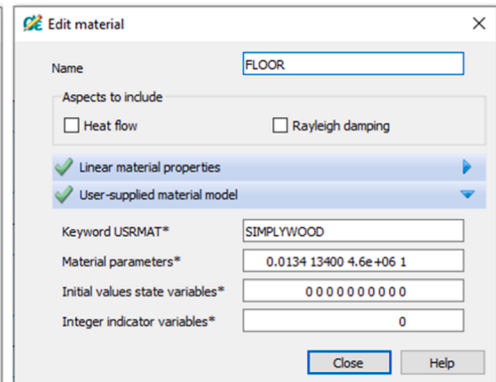 Edit material
Name FLOOR
Aspects to include
Heat flow Rayleigh damping
Linear material properties
User-supplied material model
Keyword USRMAT* SIMPLYWOOD
Material parameters* 0.0134 13400 4.6e+06 1
Initial values state variables* 0 0 0 0 0 0 0 0 0 0
Integer indicator variables* 0
Close Help